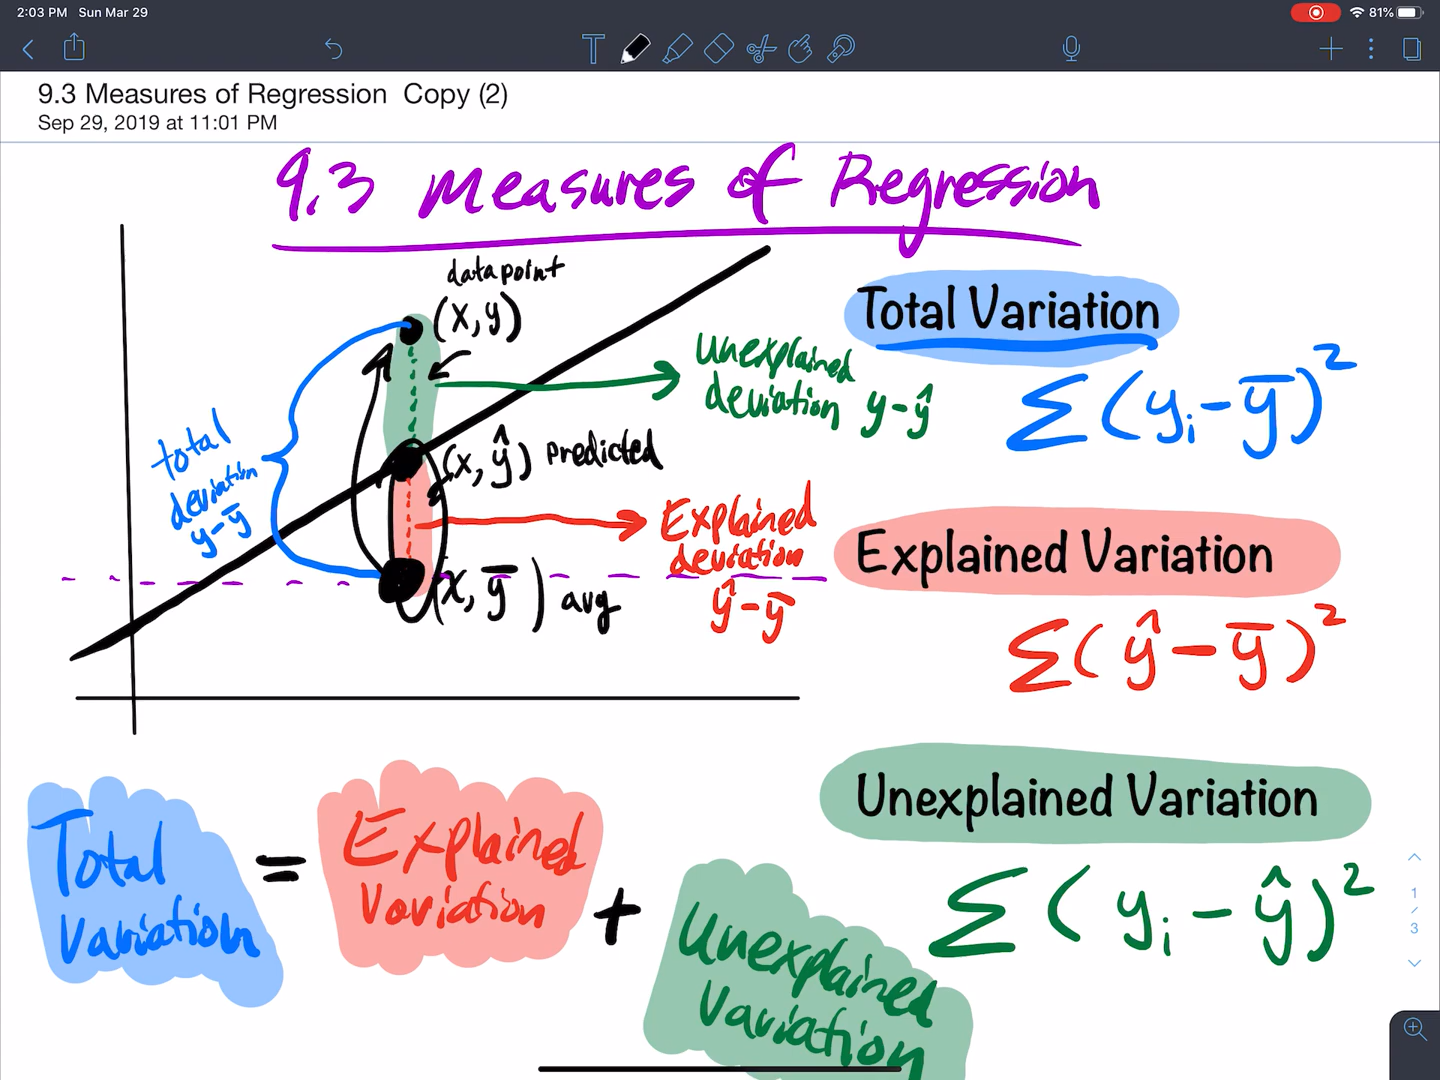 2:03 PM Sun Mar 29
81%
T
9.3 Measures of Regression Copy (2)
Sep 29, 2019 at 11:01 PM
9.3 Measures of Regression
data point
(x, y)
Total Variation
Σ(yᵢ - ȳ)²
Unexplained
deviation y - ŷ
total
deviation
y - ȳ
(x, ŷ) predicted
Explained
deviation
ŷ - ȳ
(x, ȳ) avg
Explained Variation
Σ(ŷ - ȳ)²
Unexplained Variation
Σ(yᵢ - ŷ)²
Total
Variation
=
Explained
Variation
+
Unexplained
Variation
1
/
3